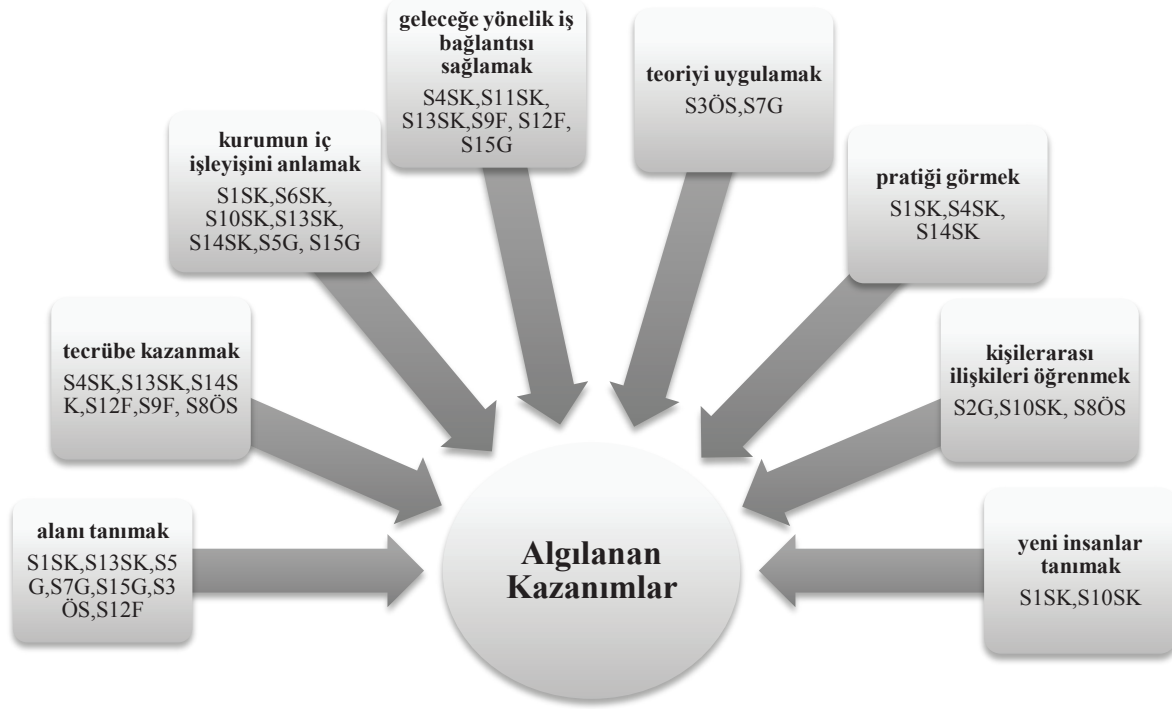 alanı tanımak
S1SK,S13SK,S5
G,S7G,S15G,S3
ÖS,S12F
tecrübe kazanmak
S4SK,S13SK,S14S
K,S12F,S9F, S8ÖS
kurumun iç
işleyişini anlamak
S1SK,S6SK,
S10SK,S13SK,
S14SK,S5G, S15G
geleceğe yönelik iş
bağlantısı
sağlamak
S4SK,S11SK,
S13SK,S9F, S12F,
S15G
teoriyi uygulamak
S3ÖS,S7G
pratiği görmek
S1SK,S4SK,
S14SK
kişilerarası
ilişkileri öğrenmek
S2G,S10SK, S8ÖS
yeni insanlar
tanımak
S1SK,S10SK
Algılanan
Kazanımlar